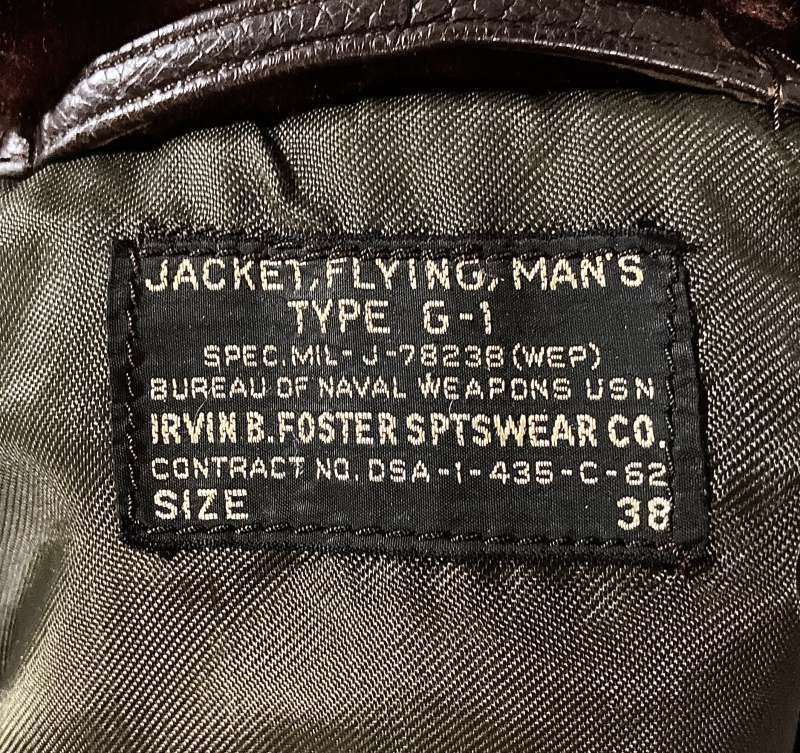 JACKET, FLYING, MAN'S
TYPE G-1
SPEC. MIL-J-7823B (WEP)
BUREAU OF NAVAL WEAPONS USN
IRVIN B. FOSTER SPTSWEAR CO.
CONTRACT NO. DSA-1-435-C-62
SIZE 38